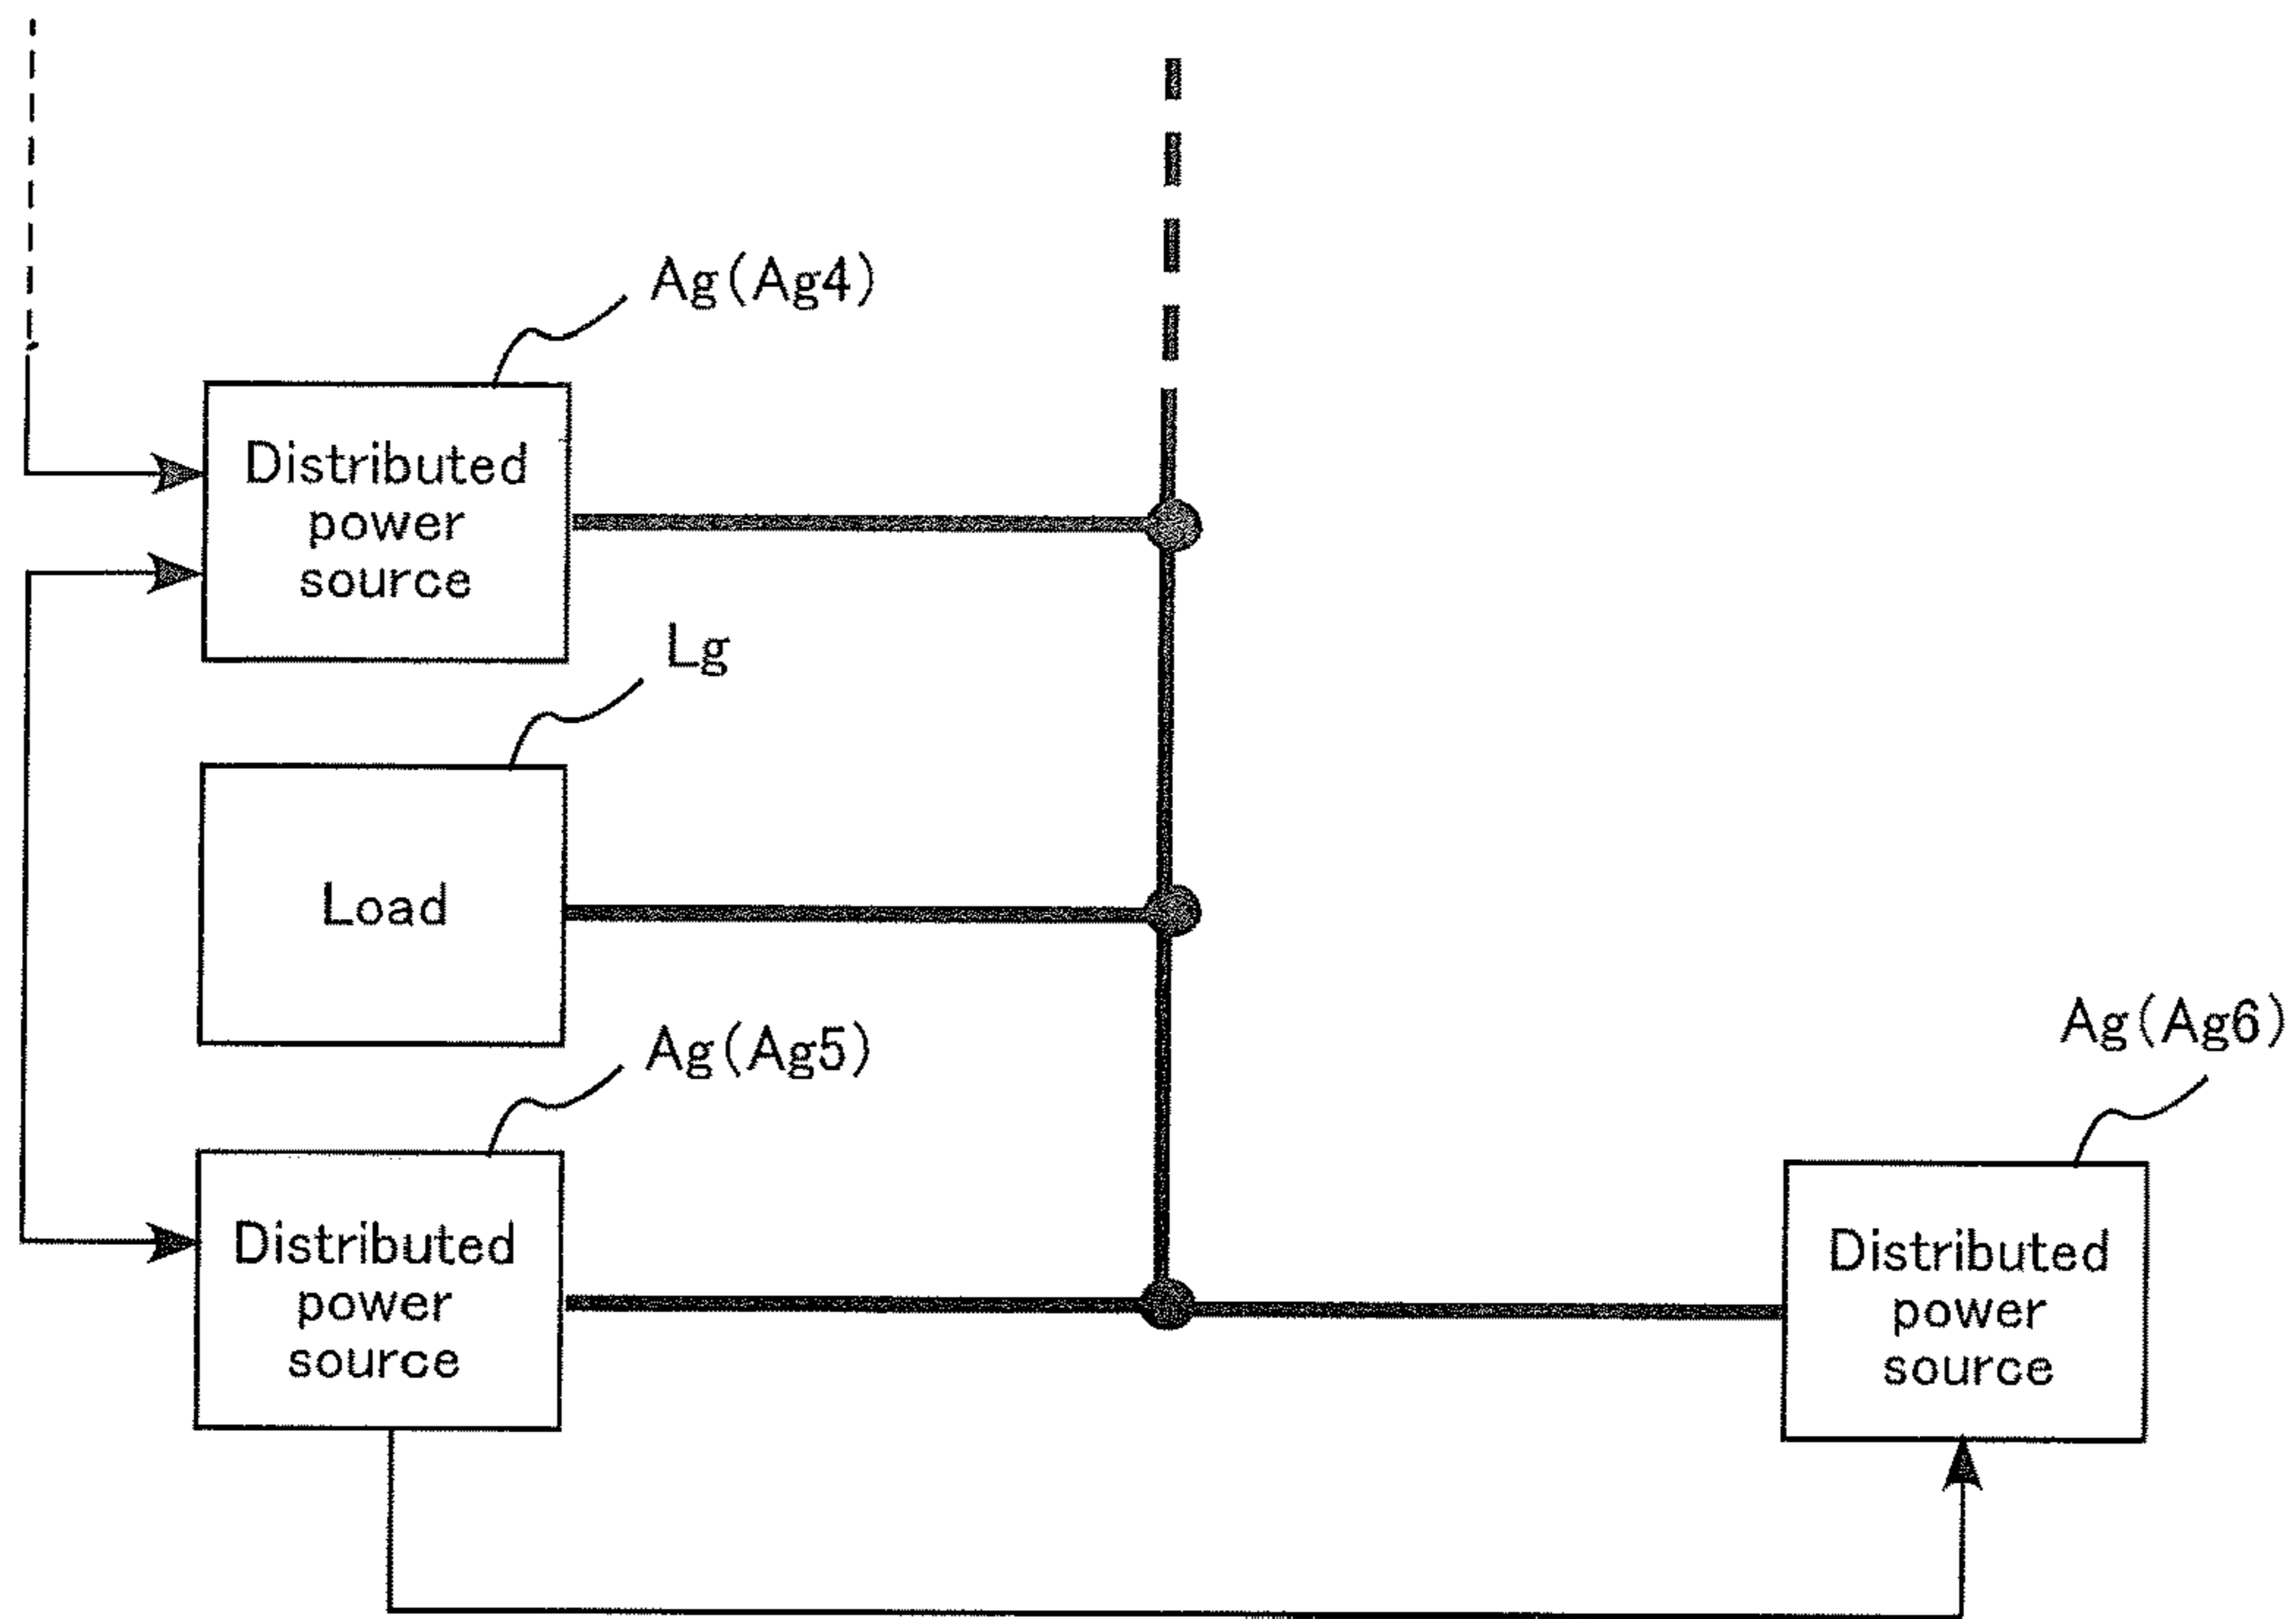 Ag(Ag4)
Distributed
power
source
Lg
Load
Ag(Ag5)
Distributed
power
source
Ag(Ag6)
Distributed
power
source